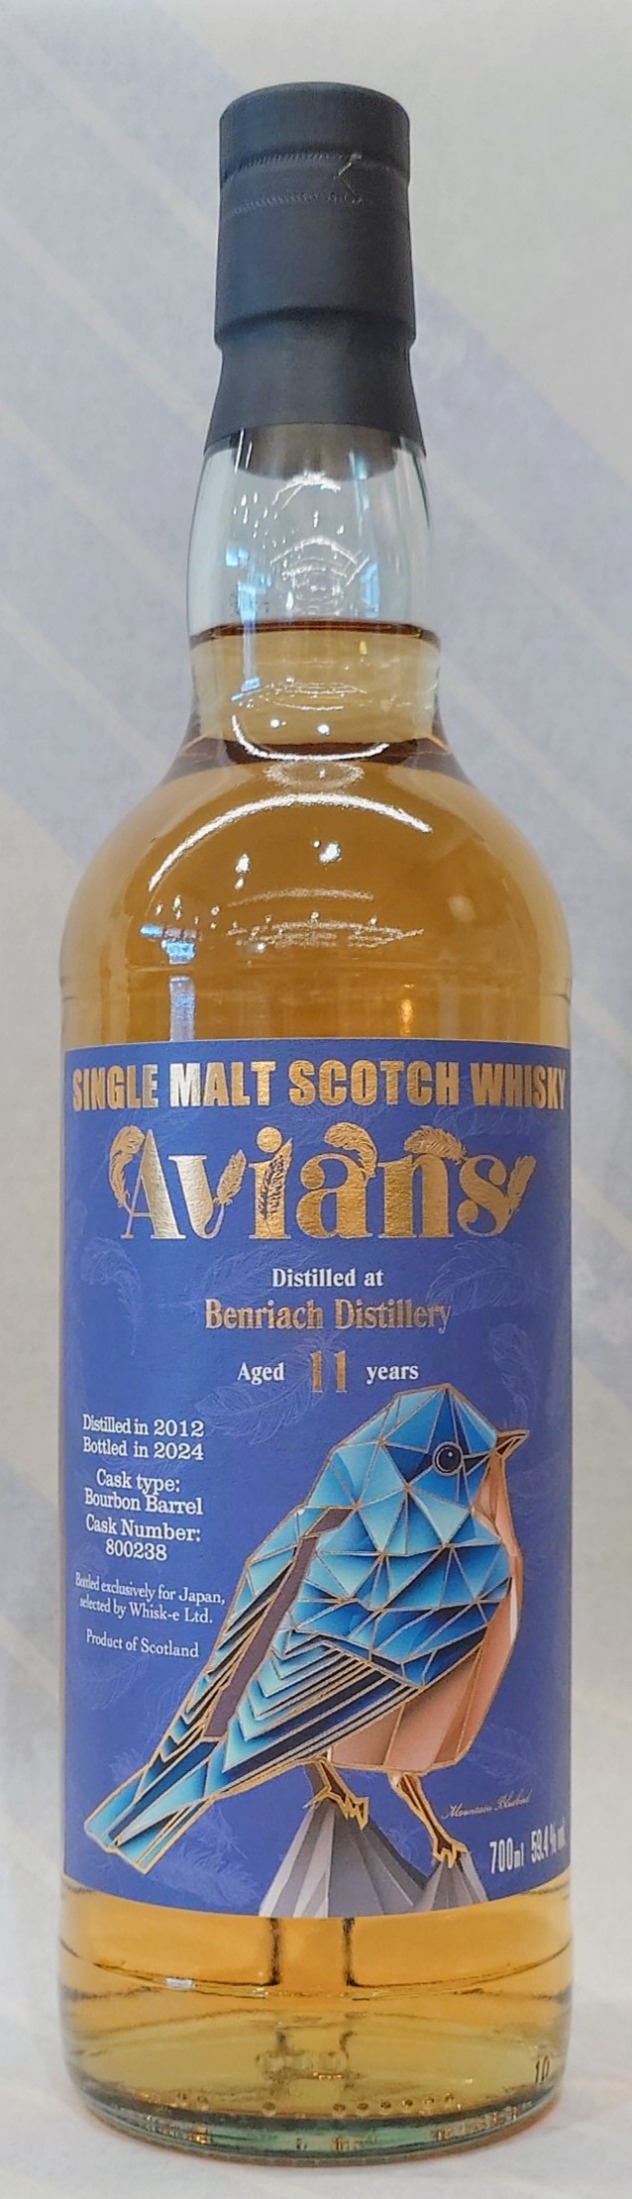 SINGLE MALT SCOTCH WHISKY
Avians
Distilled at
Benriach Distillery
Aged 11 years
Distilled in 2012
Bottled in 2024
Cask type:
Bourbon Barrel
Cask Number:
800238
Bottled exclusively for Japan,
selected by Whisk-e Ltd.
Product of Scotland
Mountain Bluebird
700ml 59.4% vol.
10